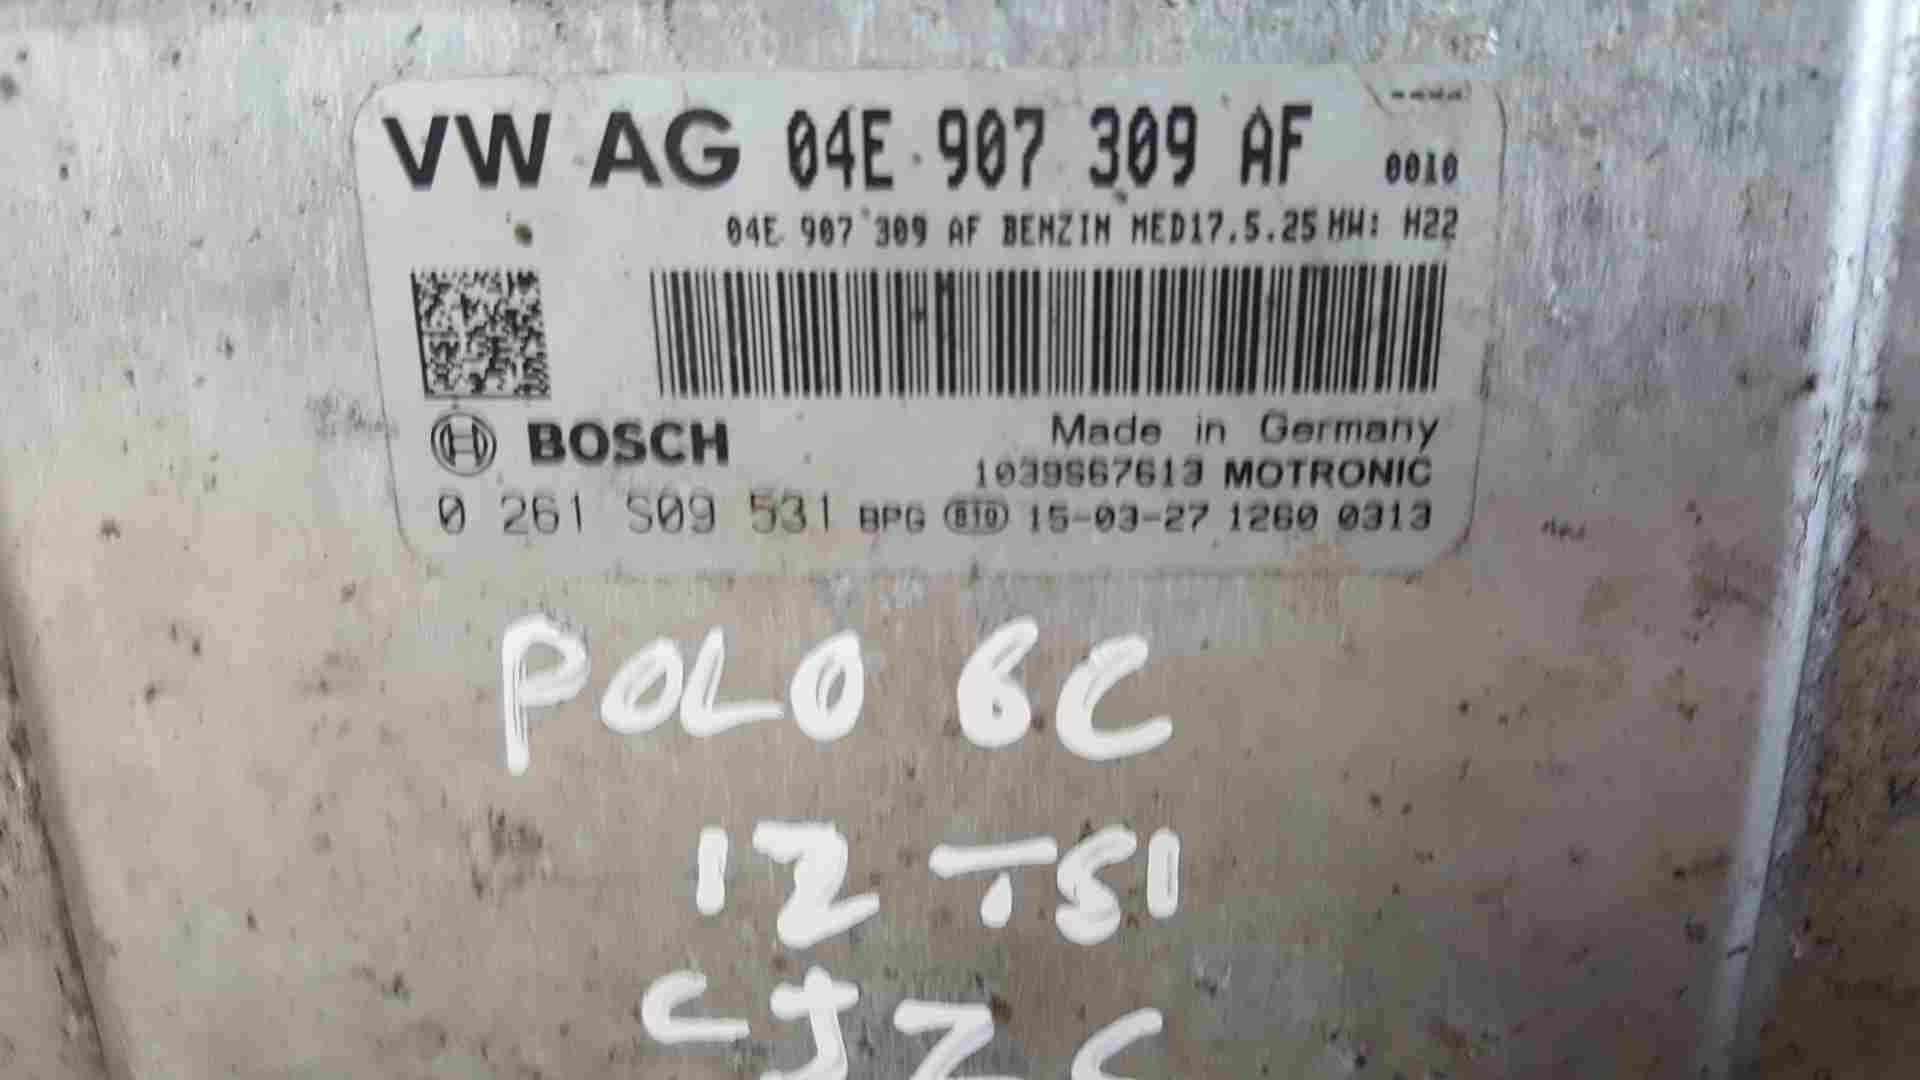 VW AG 04E 907 309 AF
0010
04E 907 309 AF BENZIN MED17.5.25 HW: H22
BOSCH
Made in Germany
1039S67613 MOTRONIC
0 261 S09 531 BPG 810 15-03-27 1260 0313
POLO 6C
12 TSI
CJZC